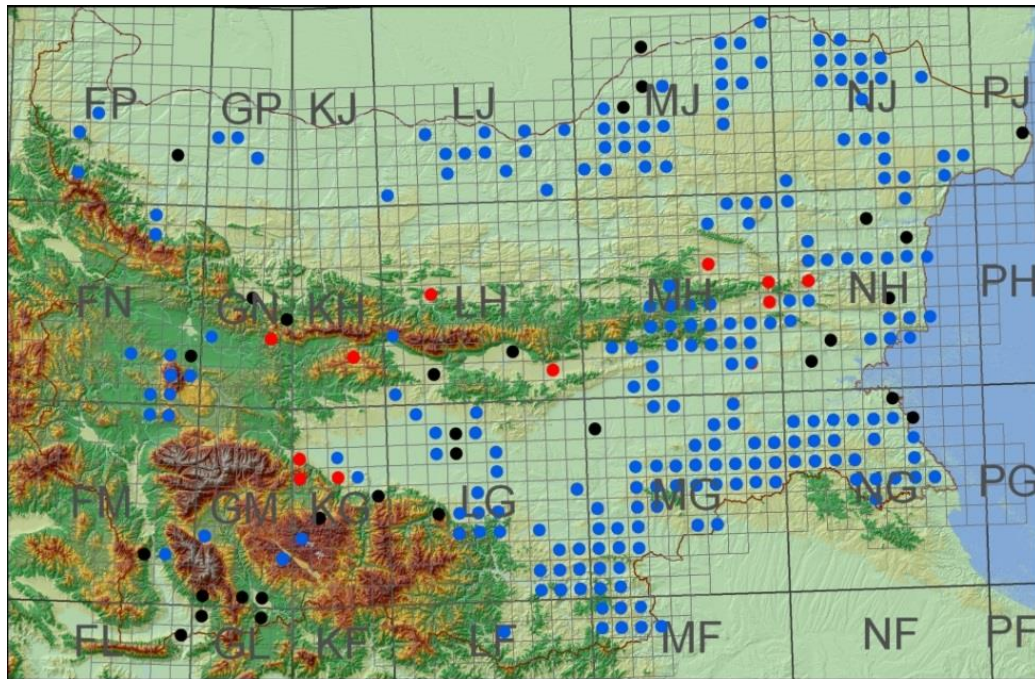 FP GP KJ LJ MJ NJ PJ
FN GN KH LH MH NH PH
FM GM KG LG MG NG PG
FL GL KF LF MF NF PF